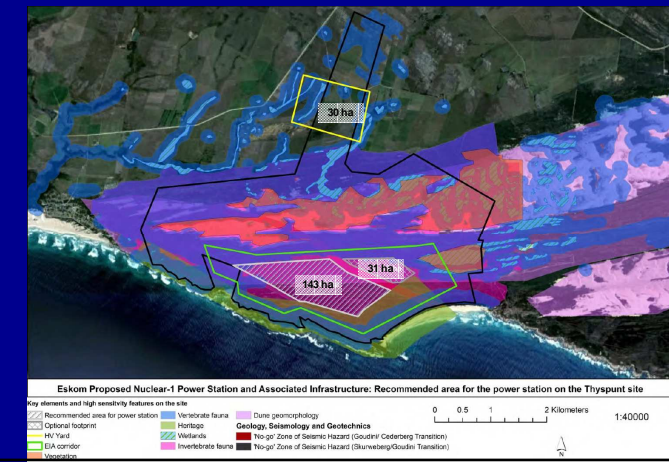 30 ha
31 ha
143 ha
Eskom Proposed Nuclear-1 Power Station and Associated Infrastructure: Recommended area for the power station on the Thyspunt site
Key elements and high sensitivity features on the site
Recommended area for power station
Optional footprint
HV Yard
EIA corridor
Vegetation
Vertebrate fauna
Heritage
Wetlands
Invertebrate fauna
Dune geomorphology
Geology, Seismology and Geotechnics
'No-go' Zone of Seismic Hazard (Goudini/ Cederberg Transition)
'No-go' Zone of Seismic Hazard (Skurweberg/Goudini Transition)
0 0.5 1 2 Kilometers
1:40000
N